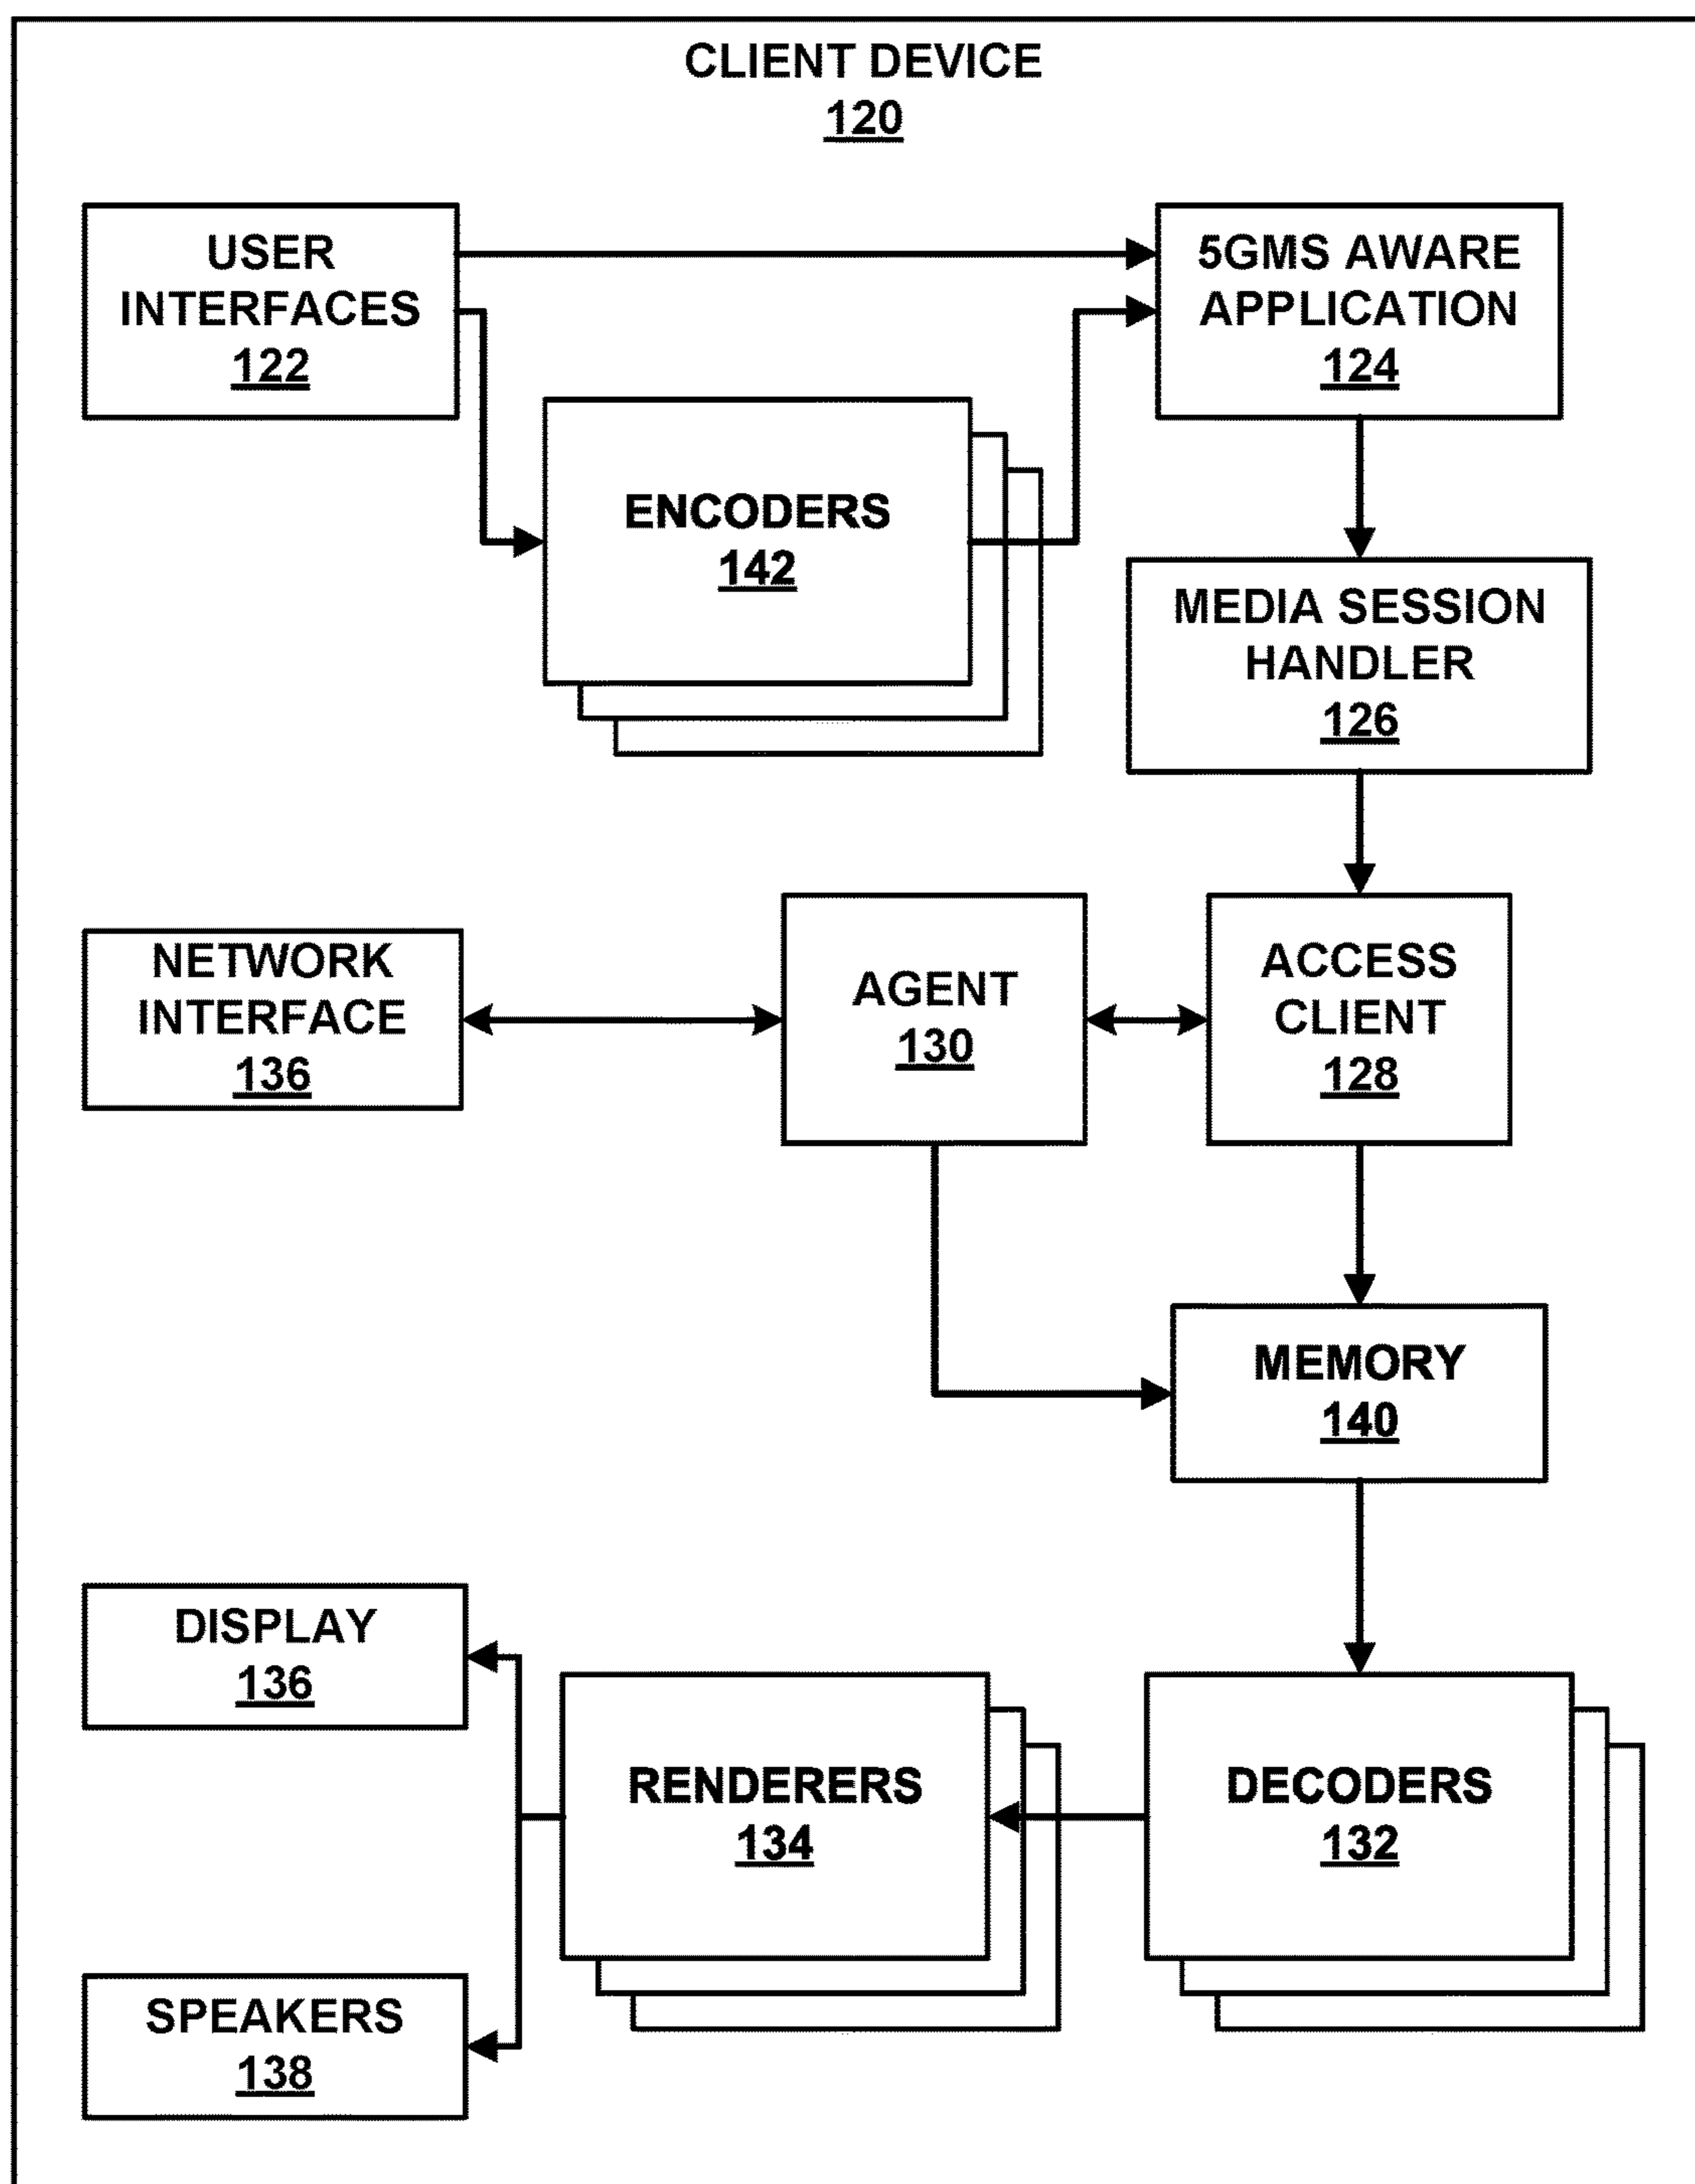 CLIENT DEVICE
120
USER
INTERFACES
122
5GMS AWARE
APPLICATION
124
ENCODERS
142
MEDIA SESSION
HANDLER
126
NETWORK
INTERFACE
136
AGENT
130
ACCESS
CLIENT
128
MEMORY
140
DISPLAY
136
RENDERERS
134
DECODERS
132
SPEAKERS
138